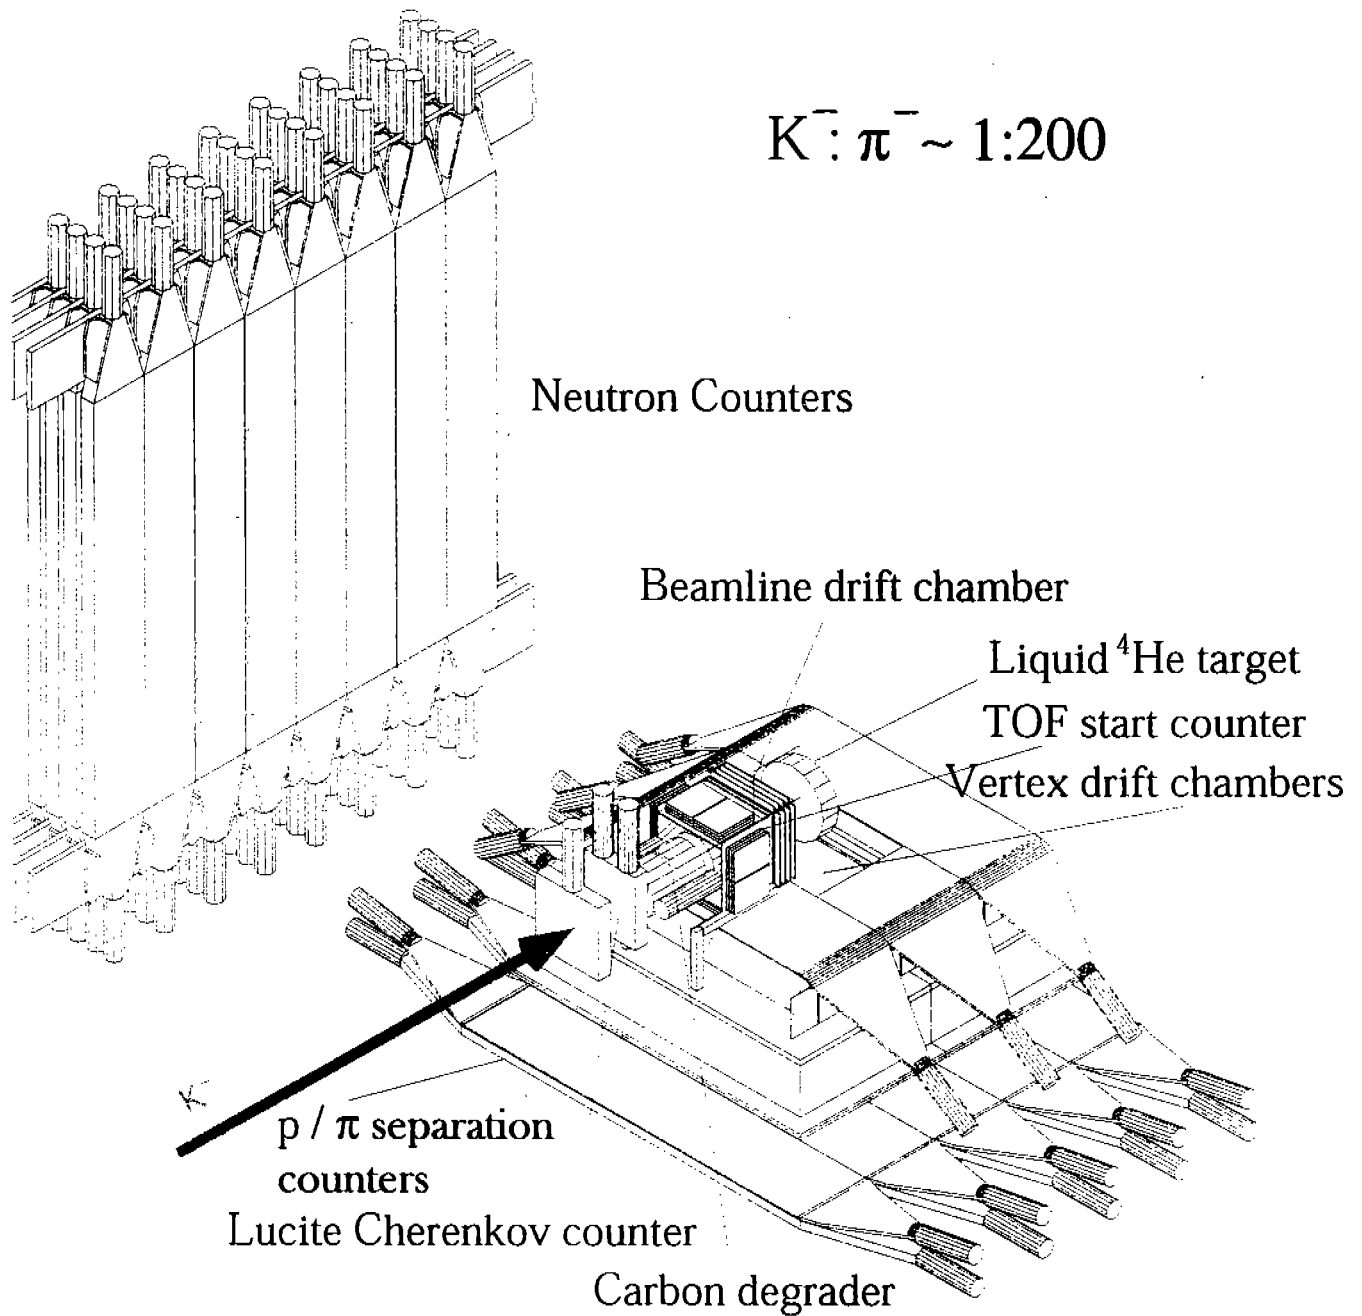 K⁻: π⁻ ~ 1:200
Neutron Counters
Beamline drift chamber
Liquid ⁴He target
TOF start counter
Vertex drift chambers
K⁻
p / π separation
counters
Lucite Cherenkov counter
Carbon degrader